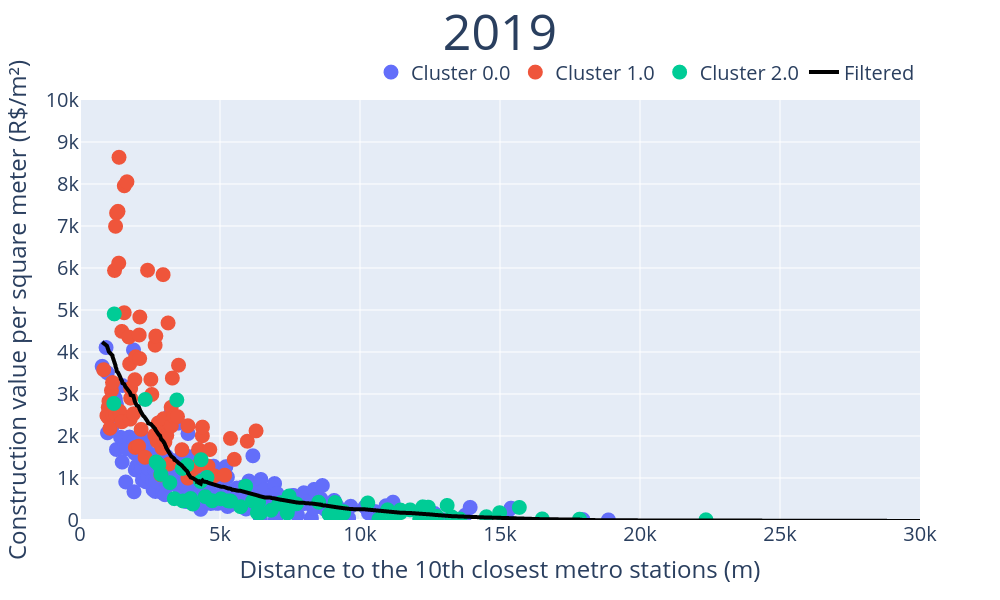 2019
Cluster 0.0 Cluster 1.0 Cluster 2.0 Filtered
Construction value per square meter (R$/m²)
10k
9k
8k
7k
6k
5k
4k
3k
2k
1k
0
0 5k 10k 15k 20k 25k 30k
Distance to the 10th closest metro stations (m)